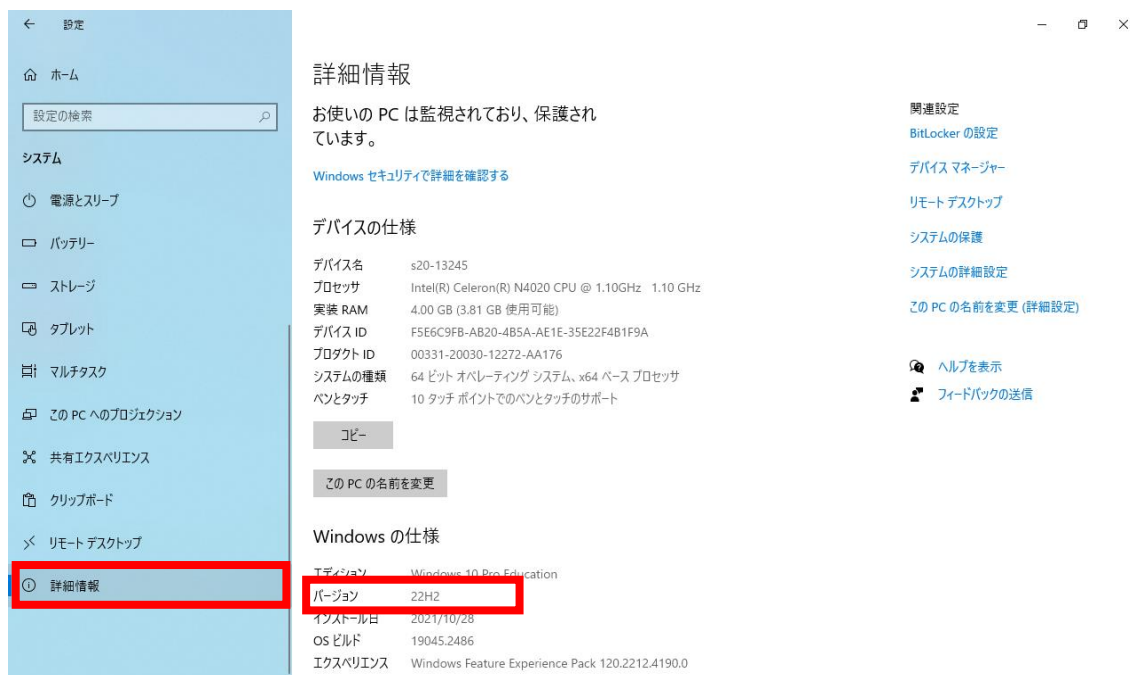 ← 設定
ホーム
設定の検索
システム
電源とスリープ
バッテリー
ストレージ
タブレット
マルチタスク
この PC へのプロジェクション
共有エクスペリエンス
クリップボード
リモート デスクトップ
詳細情報
詳細情報
お使いの PC は監視されており、保護され
ています。
Windows セキュリティで詳細を確認する
デバイスの仕様
デバイス名 s20-13245
プロセッサ Intel(R) Celeron(R) N4020 CPU @ 1.10GHz 1.10 GHz
実装 RAM 4.00 GB (3.81 GB 使用可能)
デバイス ID F5E6C9FB-AB20-4B5A-AE1E-35E22F4B1F9A
プロダクト ID 00331-20030-12272-AA176
システムの種類 64 ビット オペレーティング システム、x64 ベース プロセッサ
ペンとタッチ 10 タッチ ポイントでのペンとタッチのサポート
コピー
この PC の名前を変更
Windows の仕様
エディション Windows 10 Pro Education
バージョン 22H2
インストール日 2021/10/28
OS ビルド 19045.2486
エクスペリエンス Windows Feature Experience Pack 120.2212.4190.0
関連設定
BitLocker の設定
デバイス マネージャー
リモート デスクトップ
システムの保護
システムの詳細設定
この PC の名前を変更 (詳細設定)
ヘルプを表示
フィードバックの送信